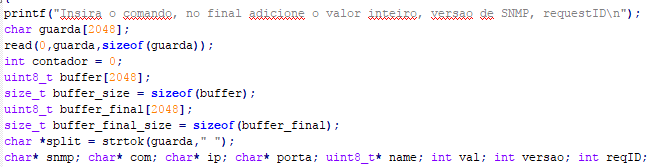 printf("Insira o comando, no final adicione o valor inteiro, versao de SNMP, requestID\n");
char guarda[2048];
read(0,guarda,sizeof(guarda));
int contador = 0;
uint8_t buffer[2048];
size_t buffer_size = sizeof(buffer);
uint8_t buffer_final[2048];
size_t buffer_final_size = sizeof(buffer_final);
char *split = strtok(guarda," ");
char* snmp; char* com; char* ip; char* porta; uint8_t* name; int val; int versao; int reqID;